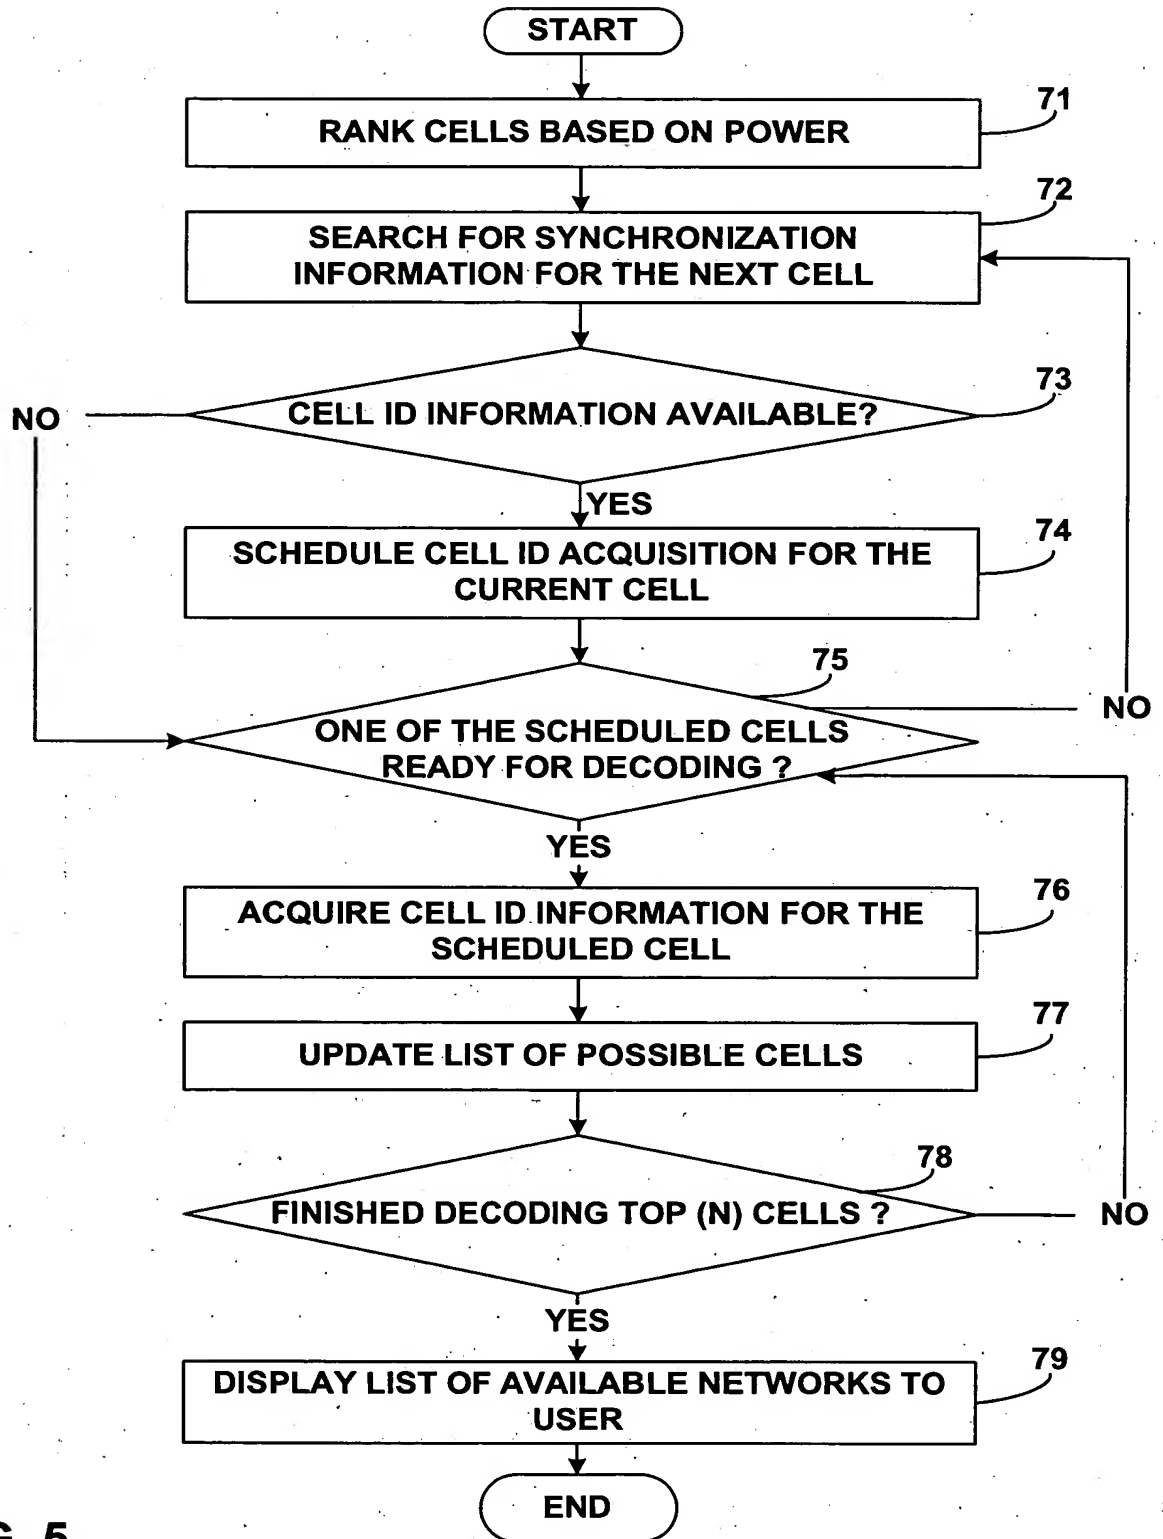 START
RANK CELLS BASED ON POWER
71
SEARCH FOR SYNCHRONIZATION
INFORMATION FOR THE NEXT CELL
72
CELL ID INFORMATION AVAILABLE?
73
NO
YES
SCHEDULE CELL ID ACQUISITION FOR THE
CURRENT CELL
74
ONE OF THE SCHEDULED CELLS
READY FOR DECODING ?
75
NO
YES
ACQUIRE CELL ID INFORMATION FOR THE
SCHEDULED CELL
76
UPDATE LIST OF POSSIBLE CELLS
77
FINISHED DECODING TOP (N) CELLS ?
78
NO
YES
DISPLAY LIST OF AVAILABLE NETWORKS TO
USER
79
END
5